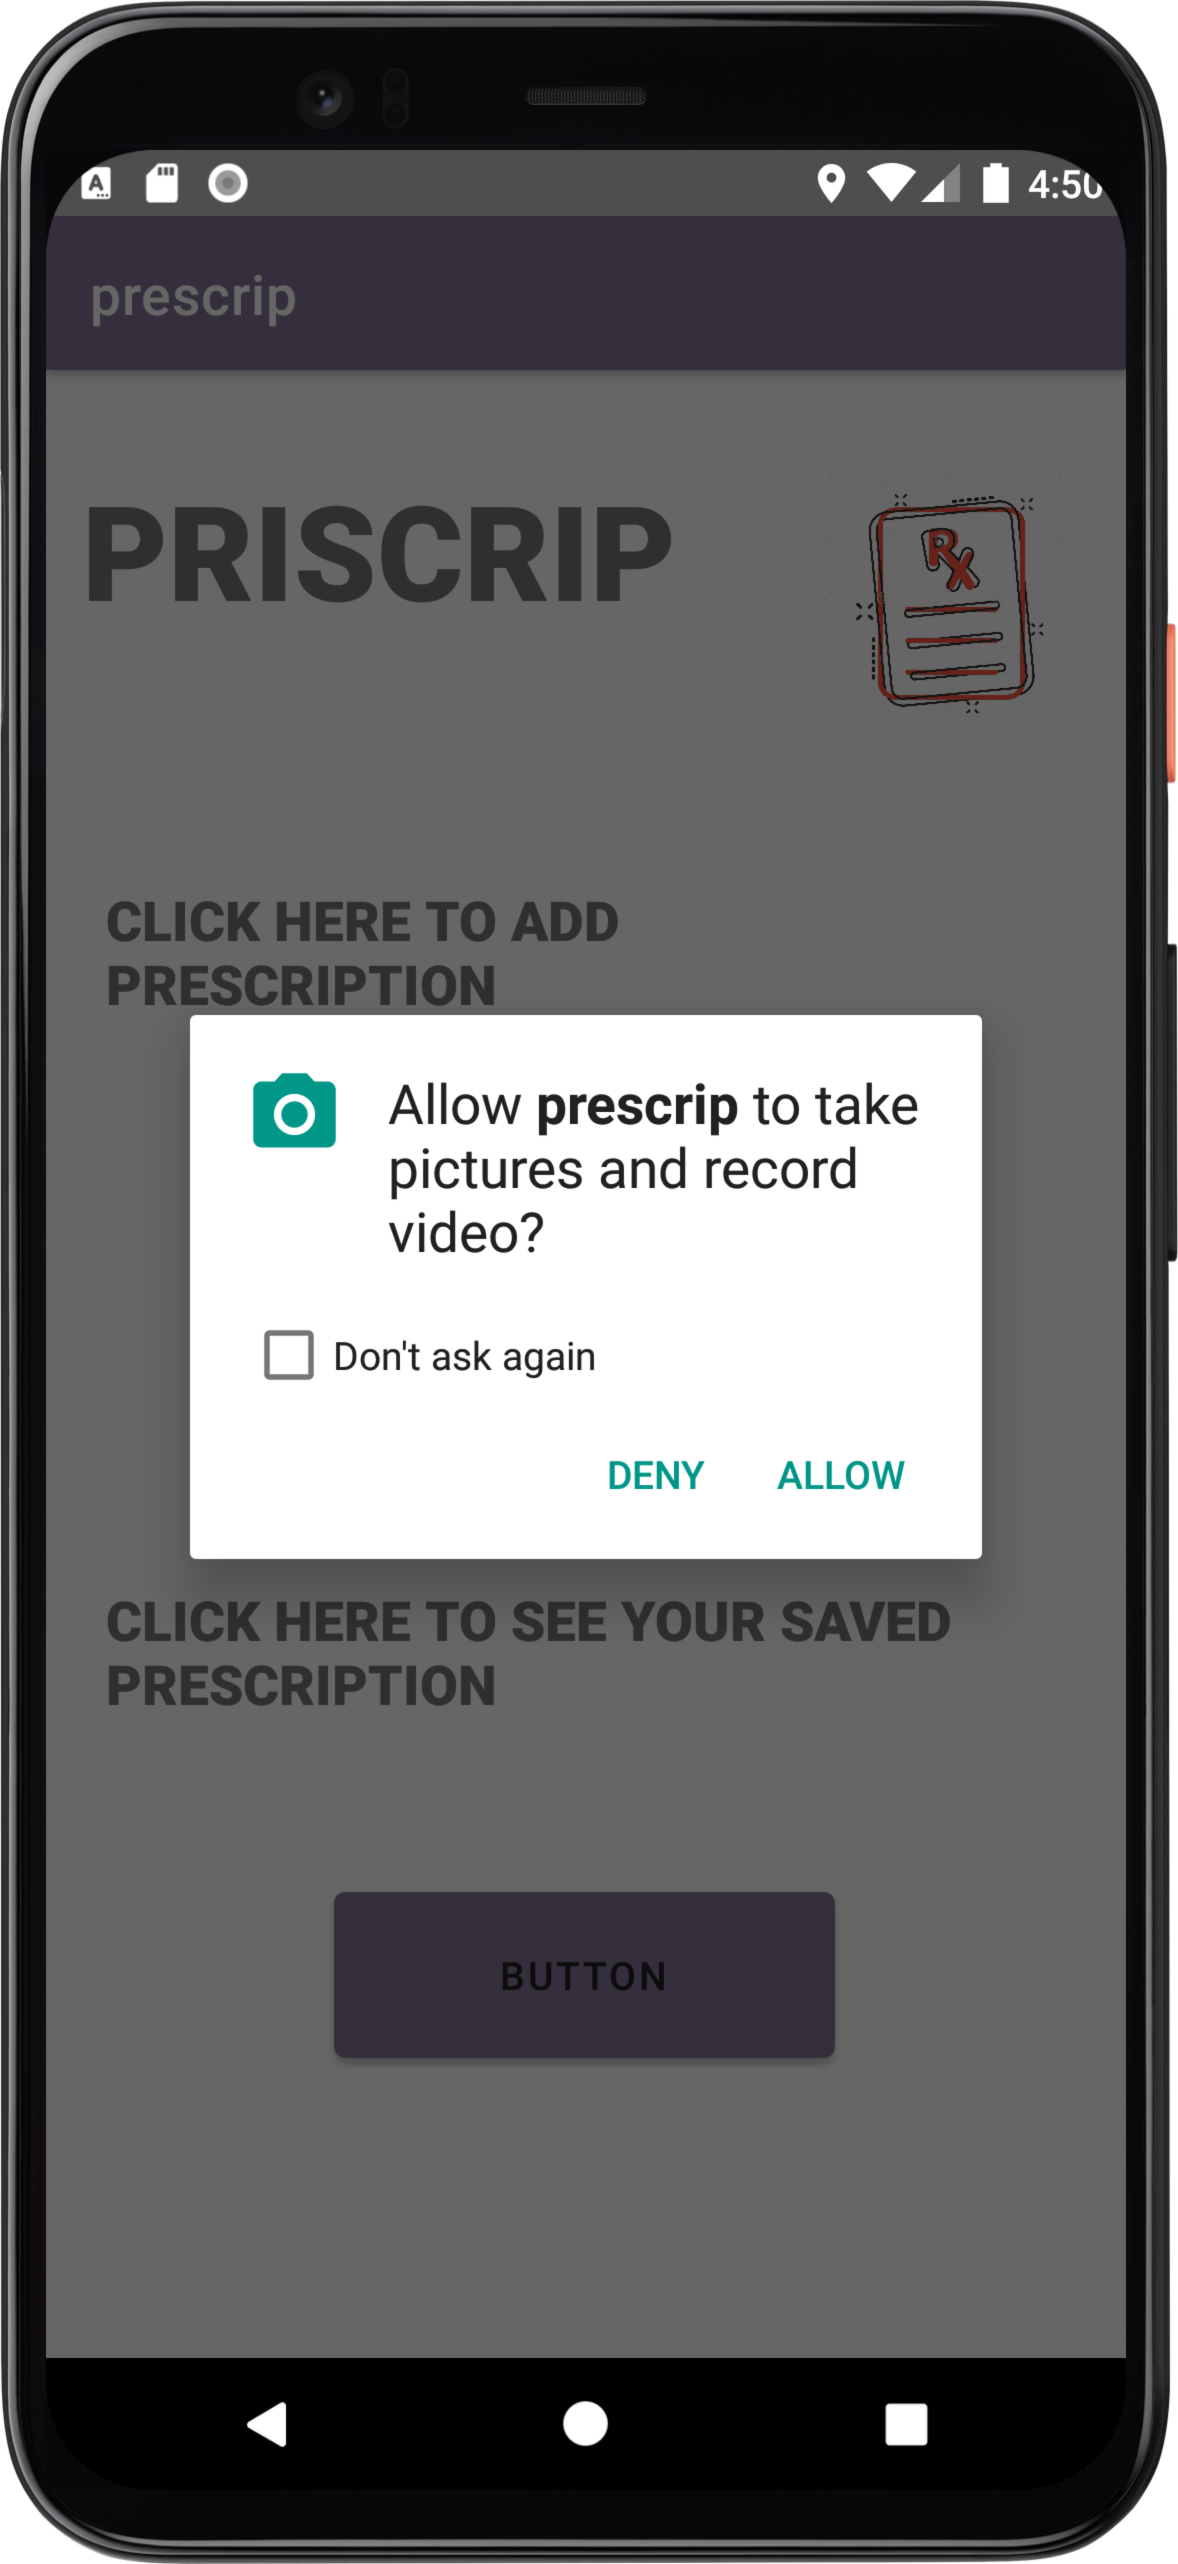 A
4:50
prescrip
PRISCRIP
Rx
CLICK HERE TO ADD
PRESCRIPTION
Allow prescrip to take
pictures and record
video?
Don't ask again
DENY ALLOW
CLICK HERE TO SEE YOUR SAVED
PRESCRIPTION
BUTTON